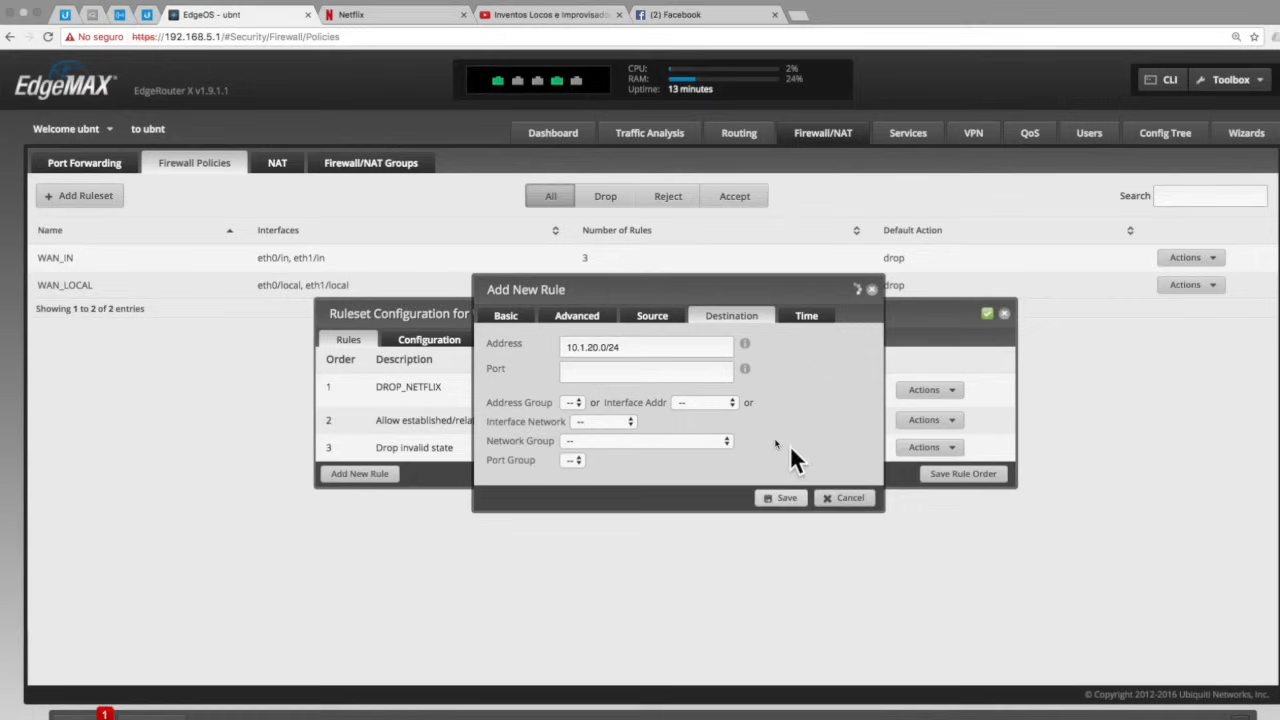 EdgeOS - ubnt
Netflix
Inventos Locos e Improvisado
(2) Facebook
No seguro https://192.168.5.1/#Security/Firewall/Policies
EdgeMAX
EdgeRouter X v1.9.1.1
CPU: 2%
RAM: 24%
Uptime: 13 minutes
CLI
Toolbox
Welcome ubnt to ubnt
Dashboard Traffic Analysis Routing Firewall/NAT Services VPN QoS Users Config Tree Wizards
Port Forwarding Firewall Policies NAT Firewall/NAT Groups
+ Add Ruleset All Drop Reject Accept Search
Name Interfaces Number of Rules Default Action
WAN_IN eth0/in, eth1/in 3 drop Actions
WAN_LOCAL eth0/local, eth1/local drop Actions
Showing 1 to 2 of 2 entries
Ruleset Configuration for
Rules Configuration
Order Description
1 DROP_NETFLIX Actions
2 Allow established/rela Actions
3 Drop invalid state Actions
Add New Rule Save Rule Order
Add New Rule
Basic Advanced Source Destination Time
Address 10.1.20.0/24
Port
Address Group -- or Interface Addr -- or
Interface Network --
Network Group --
Port Group --
Save Cancel
© Copyright 2012-2016 Ubiquiti Networks, Inc.
1